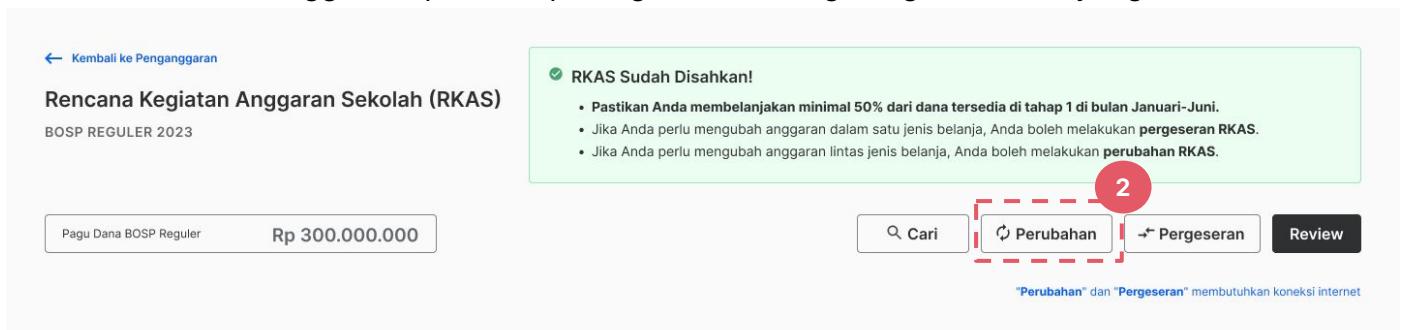 ← Kembali ke Penganggaran
Rencana Kegiatan Anggaran Sekolah (RKAS)
BOSP REGULER 2023
RKAS Sudah Disahkan!
• Pastikan Anda membelanjakan minimal 50% dari dana tersedia di tahap 1 di bulan Januari-Juni.
• Jika Anda perlu mengubah anggaran dalam satu jenis belanja, Anda boleh melakukan pergeseran RKAS.
• Jika Anda perlu mengubah anggaran lintas jenis belanja, Anda boleh melakukan perubahan RKAS.
2
Pagu Dana BOSP Reguler Rp 300.000.000
Cari Perubahan Pergeseran Review
"Perubahan" dan "Pergeseran" membutuhkan koneksi internet